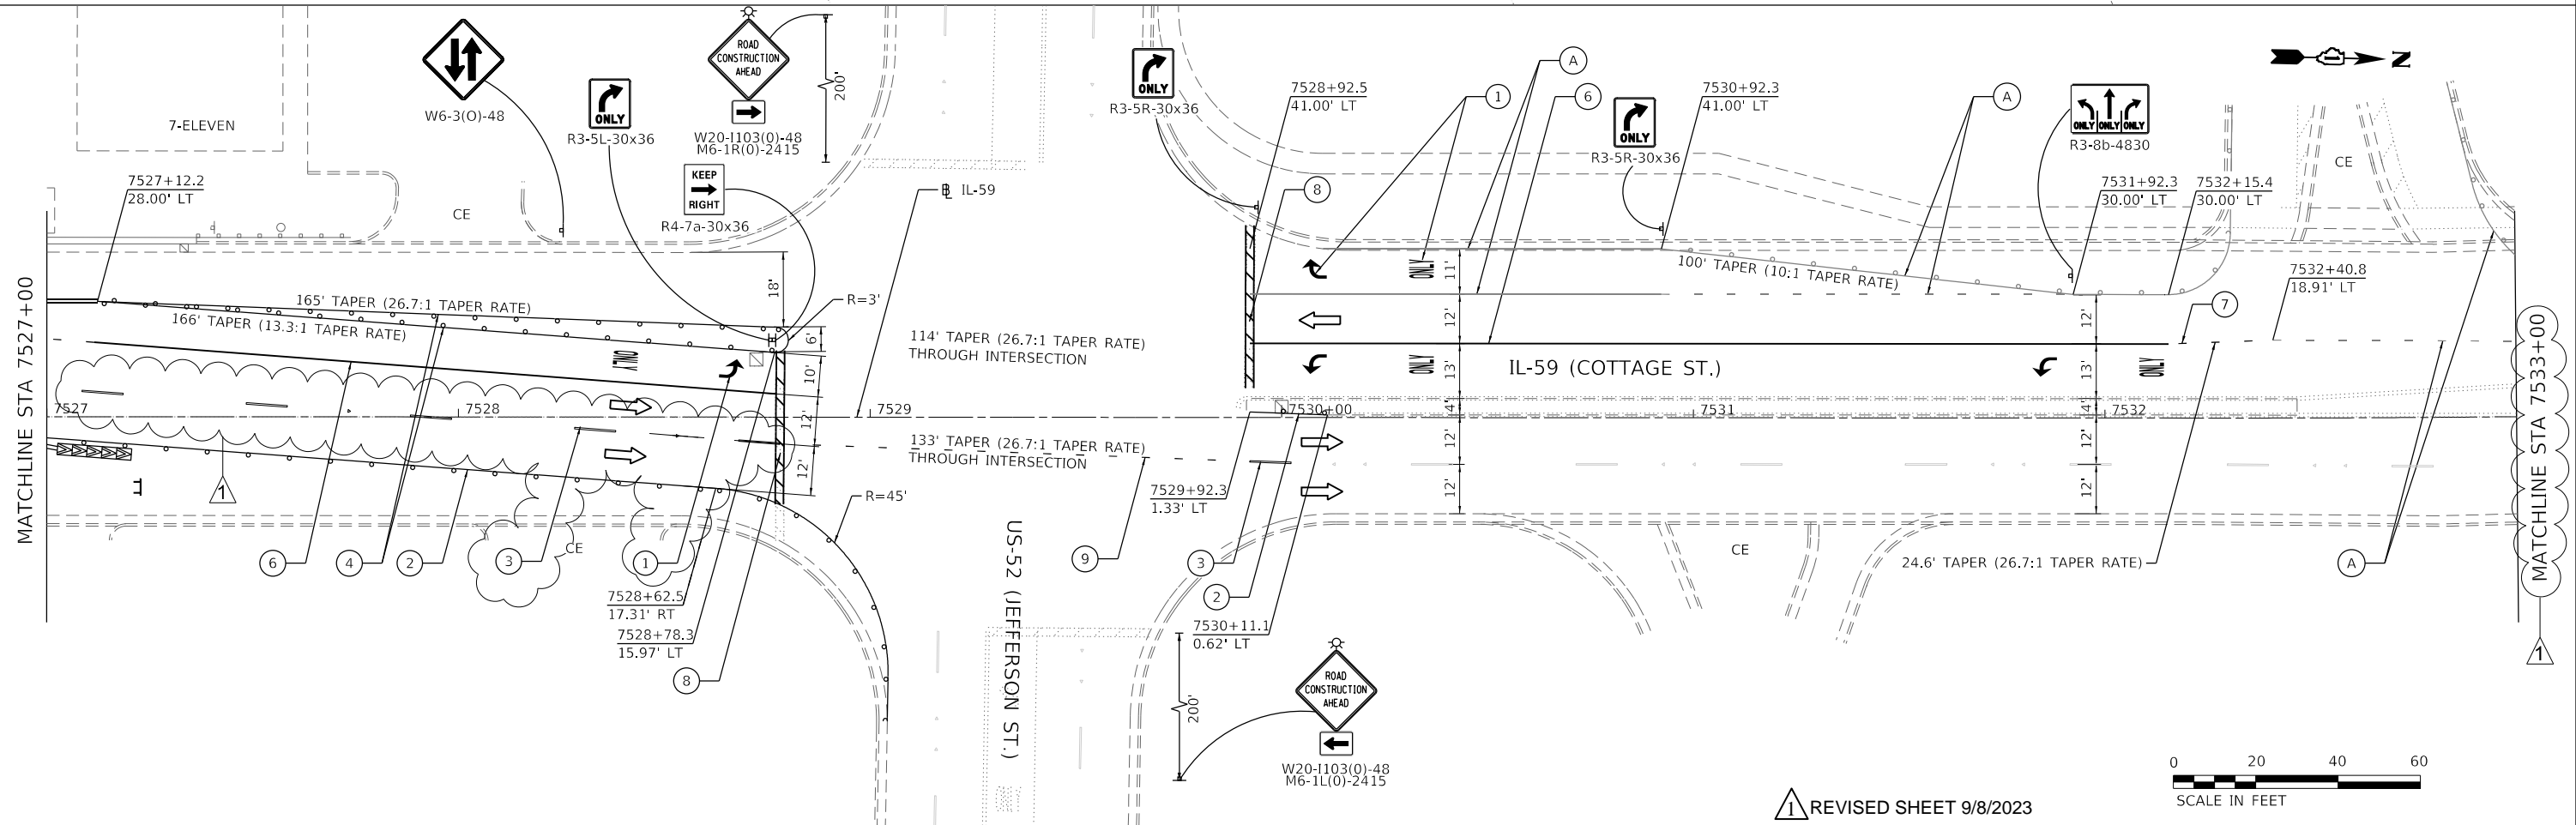 7-ELEVEN
7527+12.2
28.00' LT
CE
W6-3(O)-48
ONLY
R3-5L-30x36
ROAD
CONSTRUCTION
AHEAD
W20-I103(0)-48
M6-1R(0)-2415
200'
KEEP
RIGHT
R4-7a-30x36
IL-59
ONLY
R3-5R-30x36
7528+92.5
41.00' LT
A
1
6
8
ONLY
R3-5R-30x36
7530+92.3
41.00' LT
A
ONLY ONLY ONLY
R3-8b-4830
7531+92.3
30.00' LT
7532+15.4
30.00' LT
CE
N
7532+40.8
18.91' LT
7
MATCHLINE STA 7527+00
165' TAPER (26.7:1 TAPER RATE)
166' TAPER (13.3:1 TAPER RATE)
18'
R=3'
6'
10'
12'
12'
ONLY
114' TAPER (26.7:1 TAPER RATE)
THROUGH INTERSECTION
133' TAPER (26.7:1 TAPER RATE)
THROUGH INTERSECTION
R=45'
7527
7528
7529
7530+00
7531
7532
ONLY
ONLY
ONLY
100' TAPER (10:1 TAPER RATE)
11'
12'
13'
4'
12'
12'
IL-59 (COTTAGE ST.)
12'
13'
4'
12'
12'
MATCHLINE STA 7533+00
1
6
4
2
3
CE
1
7528+62.5
17.31' RT
7528+78.3
15.97' LT
8
US-52 (JEFFERSON ST.)
9
7529+92.3
1.33' LT
3
2
7530+11.1
0.62' LT
200'
ROAD
CONSTRUCTION
AHEAD
W20-I103(0)-48
M6-1L(0)-2415
CE
24.6' TAPER (26.7:1 TAPER RATE)
A
1
0 20 40 60
SCALE IN FEET
1 REVISED SHEET 9/8/2023